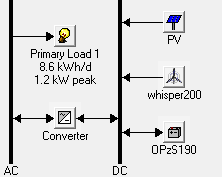 PV
Primary Load 1
8.6 kWh/d
1.2 kW peak
whisper200
Converter
OPzS190
AC
DC